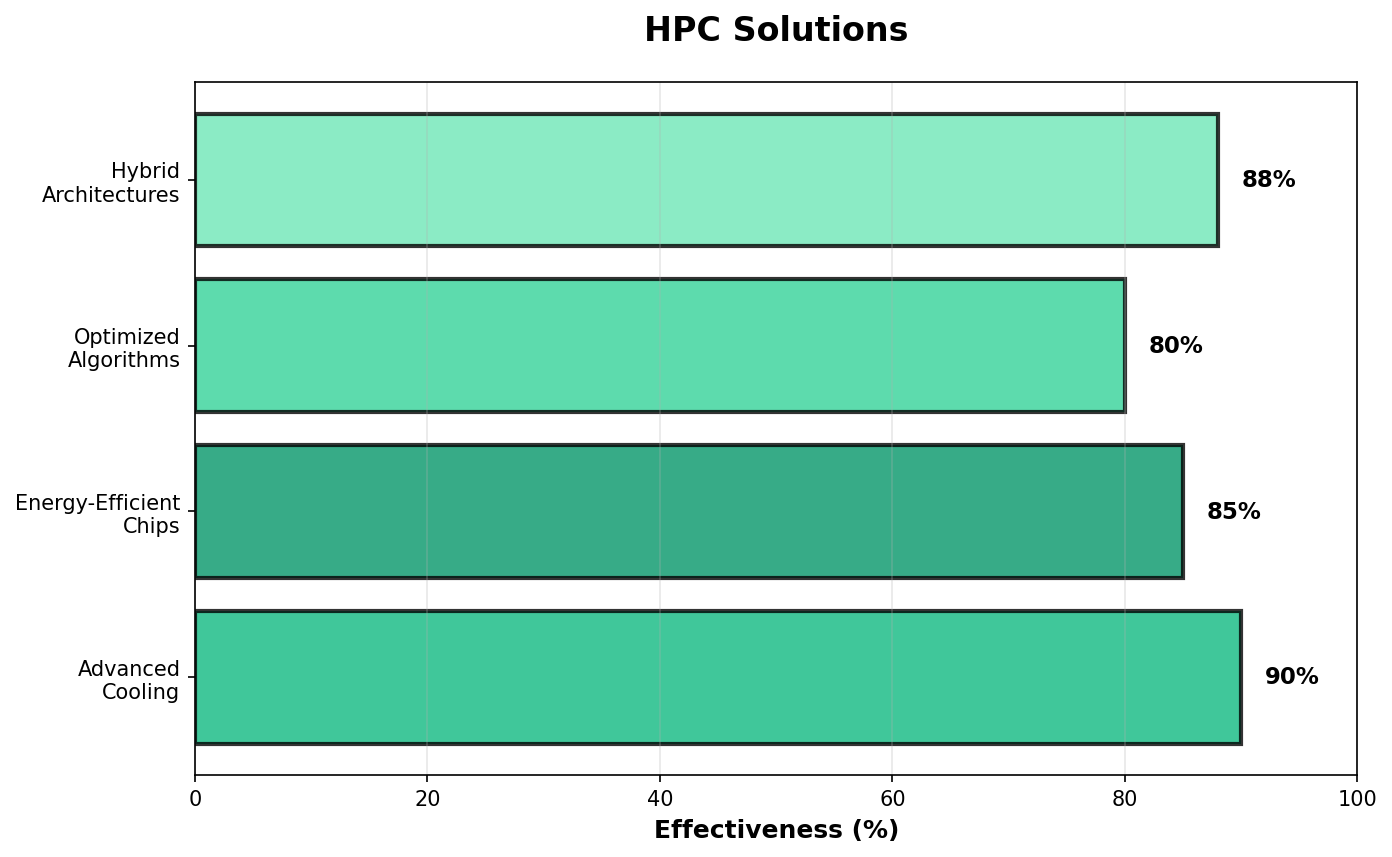 HPC Solutions
Hybrid
Architectures
88%
Optimized
Algorithms
80%
Energy-Efficient
Chips
85%
Advanced
Cooling
90%
0 20 40 60 80 100
Effectiveness (%)